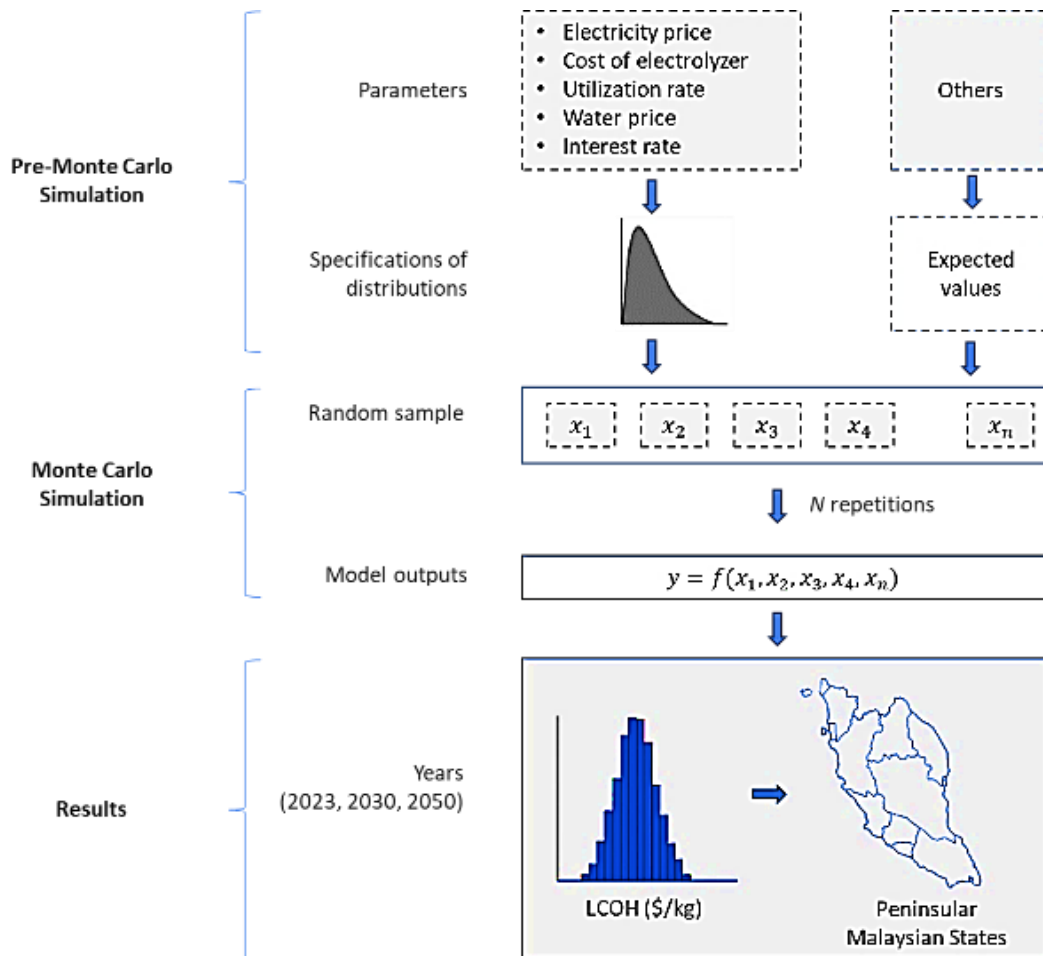 Parameters
• Electricity price
• Cost of electrolyzer
• Utilization rate
• Water price
• Interest rate
Others
Pre-Monte Carlo
Simulation
Specifications of
distributions
Expected
values
Random sample
x₁
x₂
x₃
x₄
xₙ
Monte Carlo
Simulation
N repetitions
Model outputs
y = f(x₁, x₂, x₃, x₄, xₙ)
Results
Years
(2023, 2030, 2050)
LCOH ($/kg)
Peninsular
Malaysian States